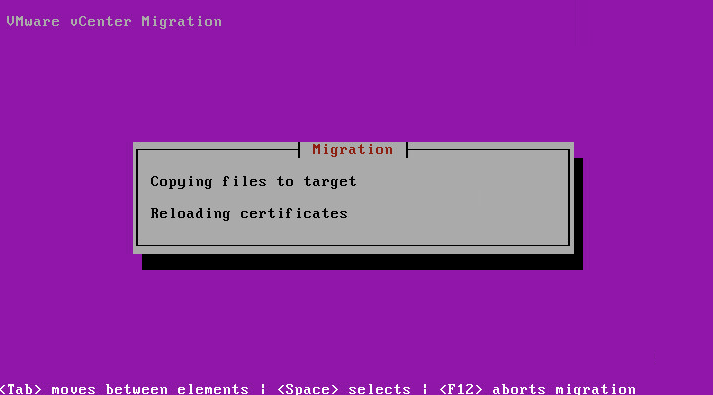 VMware vCenter Migration
Migration
Copying files to target
Reloading certificates
<Tab> moves between elements ¦ <Space> selects ¦ <F12> aborts migration